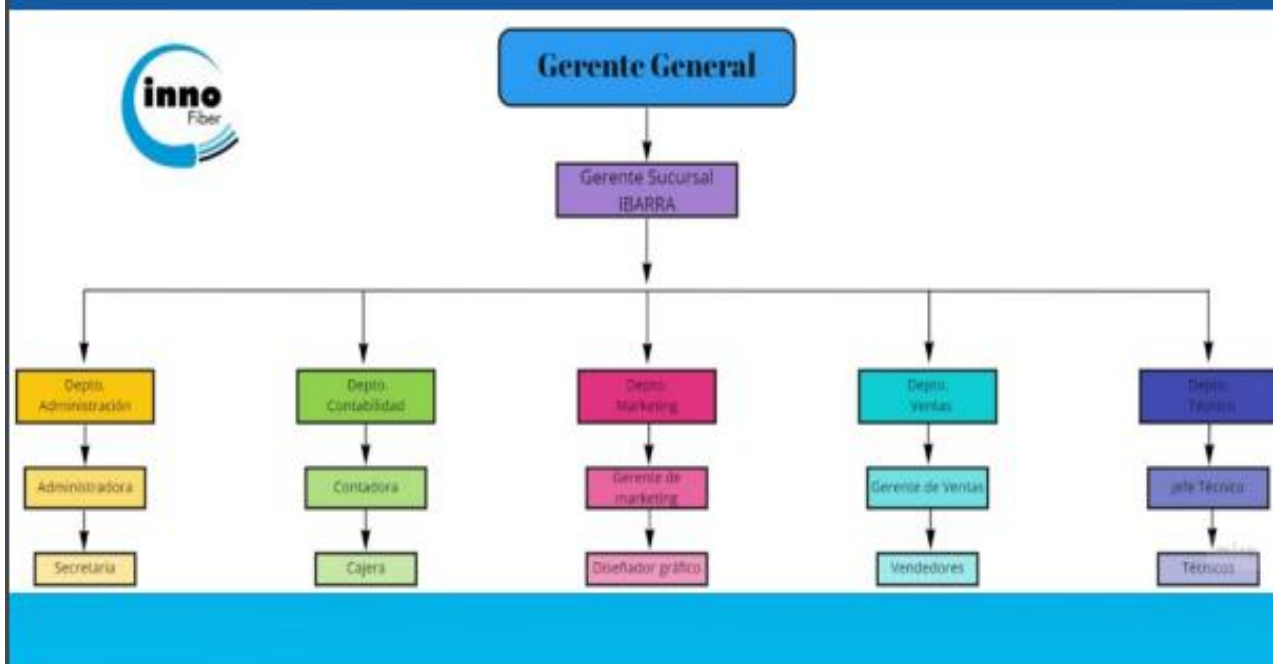 inno
Fiber
Gerente General
Gerente Sucursal
IBARRA
Depto.
Administración
Depto.
Contabilidad
Depto.
Marketing
Depto.
Ventas
Depto.
Técnico
Administradora
Contadora
Gerente de
marketing
Gerente de Ventas
Jefe Técnico
Secretaria
Cajera
Diseñador gráfico
Vendedores
Técnicos
miro